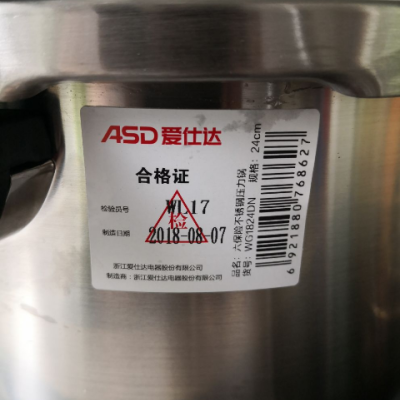 ASD 爱仕达
合格证
检验员号 WL17
检
制造日期 2018-08-07
浙江爱仕达电器股份有限公司
制造商：浙江爱仕达电器股份有限公司
品名：六保险不锈钢压力锅
货号：WG1824DN 规格：24cm
6921880768627